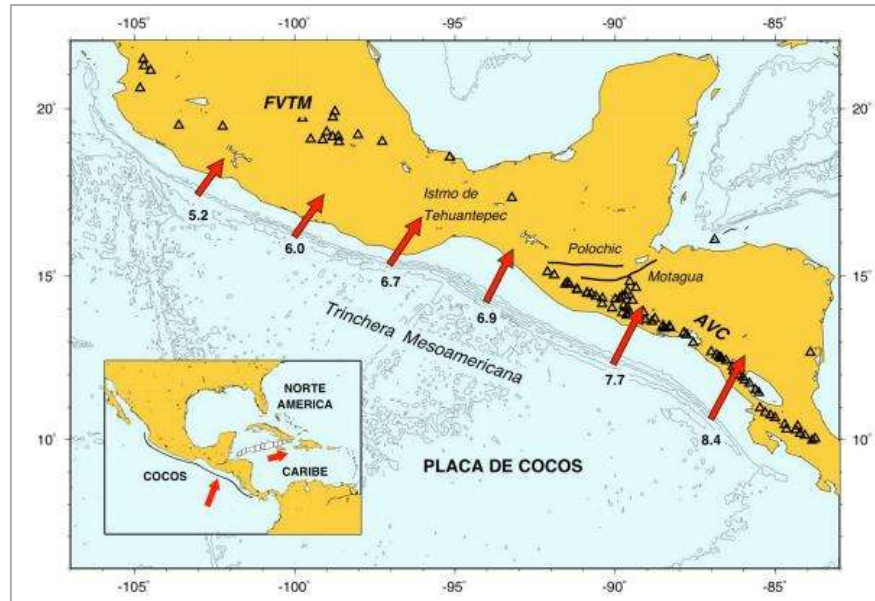 -105˚ -100˚ -95˚ -90˚ -85˚
20˚
FVTM
Istmo de
Tehuantepec
5.2
6.0
6.7
Polochic
15˚
15˚
Motagua
6.9
AVC
Trinchera Mesoamericana
7.7
NORTE
AMERICA
8.4
10˚
10˚
COCOS
CARIBE
PLACA DE COCOS
-105˚ -100˚ -95˚ -90˚ -85˚
20˚